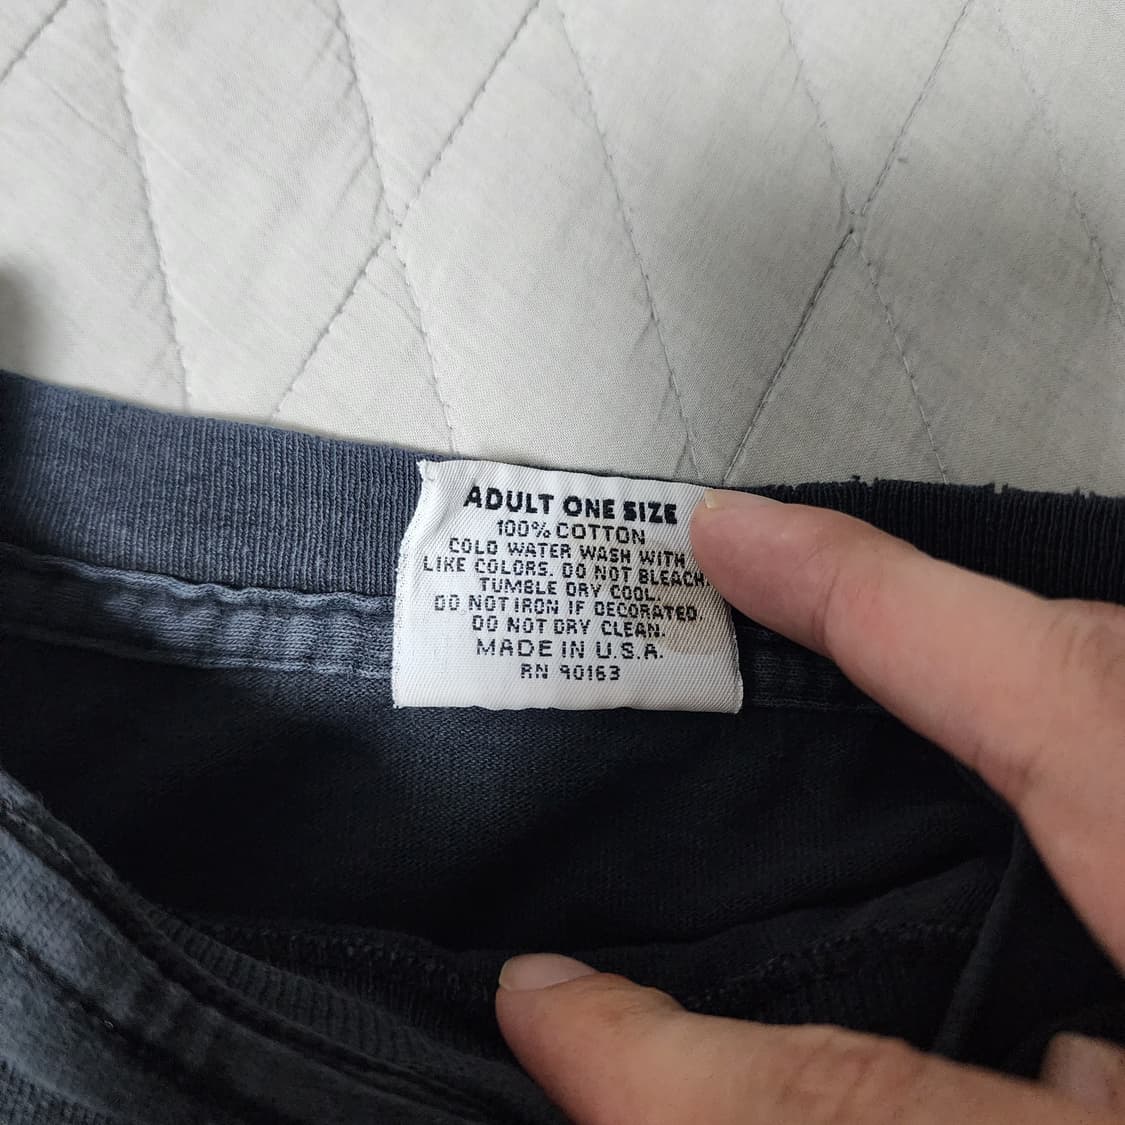 ADULT ONE SIZE
100% COTTON
COLD WATER WASH WITH
LIKE COLORS. DO NOT BLEACH.
TUMBLE DRY COOL.
DO NOT IRON IF DECORATED.
DO NOT DRY CLEAN.
MADE IN U.S.A.
RN 90163